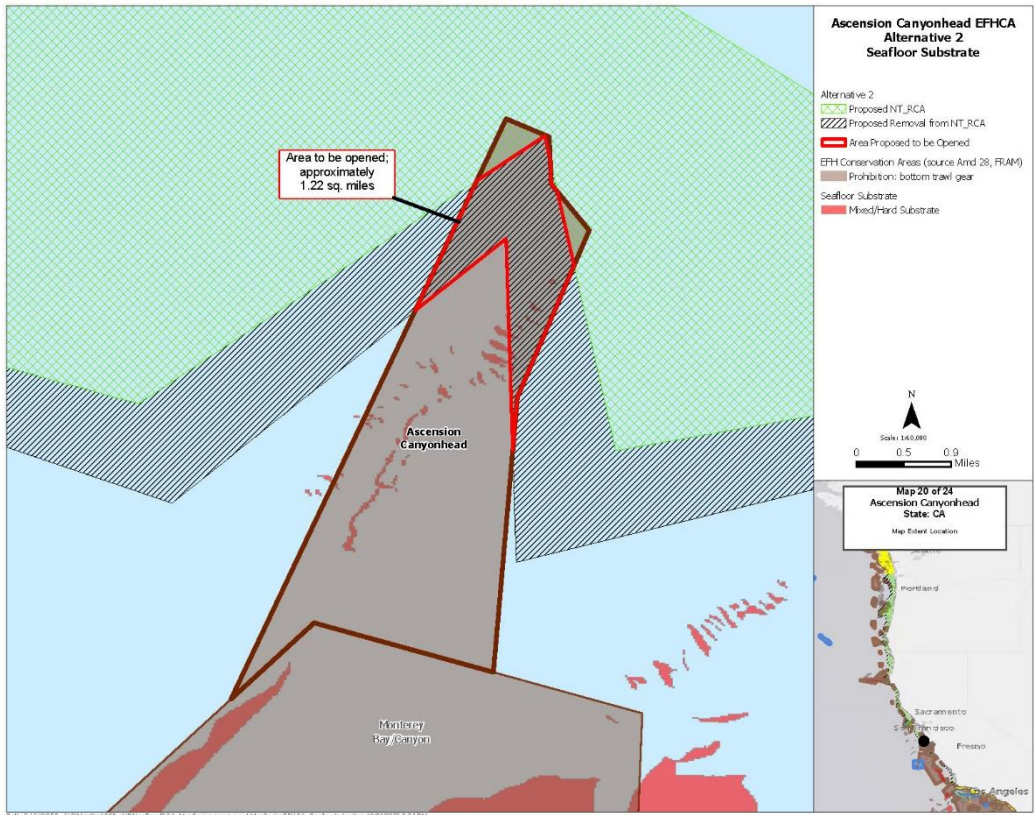 Ascension Canyonhead EFHCA
Alternative 2
Seafloor Substrate
Alternative 2
Proposed NT_RCA
Proposed Removal from NT_RCA
Area Proposed to be Opened
EFH Conservation Areas (source Amd 28, FRAM)
Prohibition: bottom trawl gear
Seafloor Substrate
Mixed/Hard Substrate
Area to be opened;
approximately
1.22 sq. miles
Ascension
Canyonhead
Monterey
Bay/Canyon
N
Scale: 1:60,000
0 0.5 0.9
Miles
Map 20 of 24
Ascension Canyonhead
State: CA
Map Extent Location
Portland
Sacramento
San Francisco
Fresno
Los Angeles